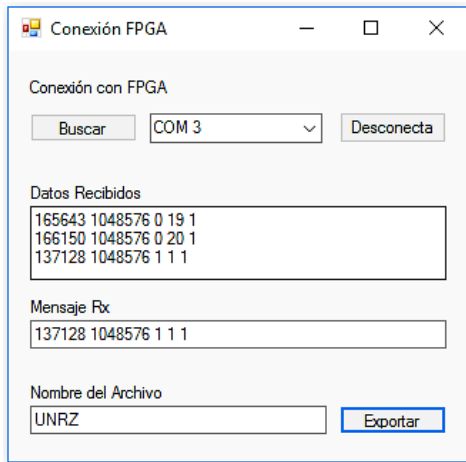 Conexión FPGA
Conexión con FPGA
Buscar COM 3 Desconecta
Datos Recibidos
165643 1048576 0 19 1
166150 1048576 0 20 1
137128 1048576 1 1 1
Mensaje Rx
137128 1048576 1 1 1
Nombre del Archivo
UNRZ Exportar